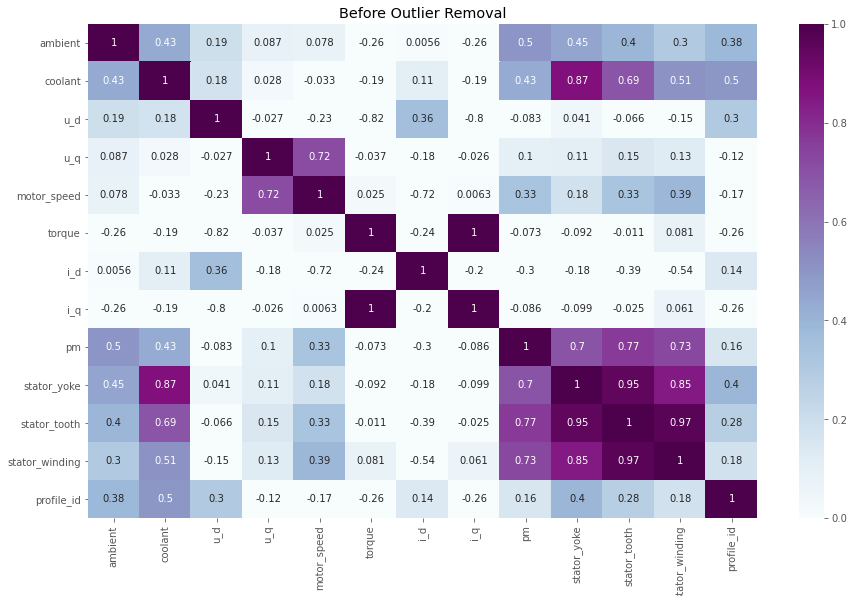 Before Outlier Removal
ambient 1 0.43 0.19 0.087 0.078 -0.26 0.0056 -0.26 0.5 0.45 0.4 0.3 0.38
coolant 0.43 1 0.18 0.028 -0.033 -0.19 0.11 -0.19 0.43 0.87 0.69 0.51 0.5
u_d 0.19 0.18 1 -0.027 -0.23 -0.82 0.36 -0.8 -0.083 0.041 -0.066 -0.15 0.3
u_q 0.087 0.028 -0.027 1 0.72 -0.037 -0.18 -0.026 0.1 0.11 0.15 0.13 -0.12
motor_speed 0.078 -0.033 -0.23 0.72 1 0.025 -0.72 0.0063 0.33 0.18 0.33 0.39 -0.17
torque -0.26 -0.19 -0.82 -0.037 0.025 1 -0.24 1 -0.073 -0.092 -0.011 0.081 -0.26
i_d 0.0056 0.11 0.36 -0.18 -0.72 -0.24 1 -0.2 -0.3 -0.18 -0.39 -0.54 0.14
i_q -0.26 -0.19 -0.8 -0.026 0.0063 1 -0.2 1 -0.086 -0.099 -0.025 0.061 -0.26
pm 0.5 0.43 -0.083 0.1 0.33 -0.073 -0.3 -0.086 1 0.7 0.77 0.73 0.16
stator_yoke 0.45 0.87 0.041 0.11 0.18 -0.092 -0.18 -0.099 0.7 1 0.95 0.85 0.4
stator_tooth 0.4 0.69 -0.066 0.15 0.33 -0.011 -0.39 -0.025 0.77 0.95 1 0.97 0.28
stator_winding 0.3 0.51 -0.15 0.13 0.39 0.081 -0.54 0.061 0.73 0.85 0.97 1 0.18
profile_id 0.38 0.5 0.3 -0.12 -0.17 -0.26 0.14 -0.26 0.16 0.4 0.28 0.18 1
ambient
coolant
u_d
u_q
motor_speed
torque
i_d
i_q
pm
stator_yoke
stator_tooth
tator_winding
profile_id
1.0
0.8
0.6
0.4
0.2
0.0